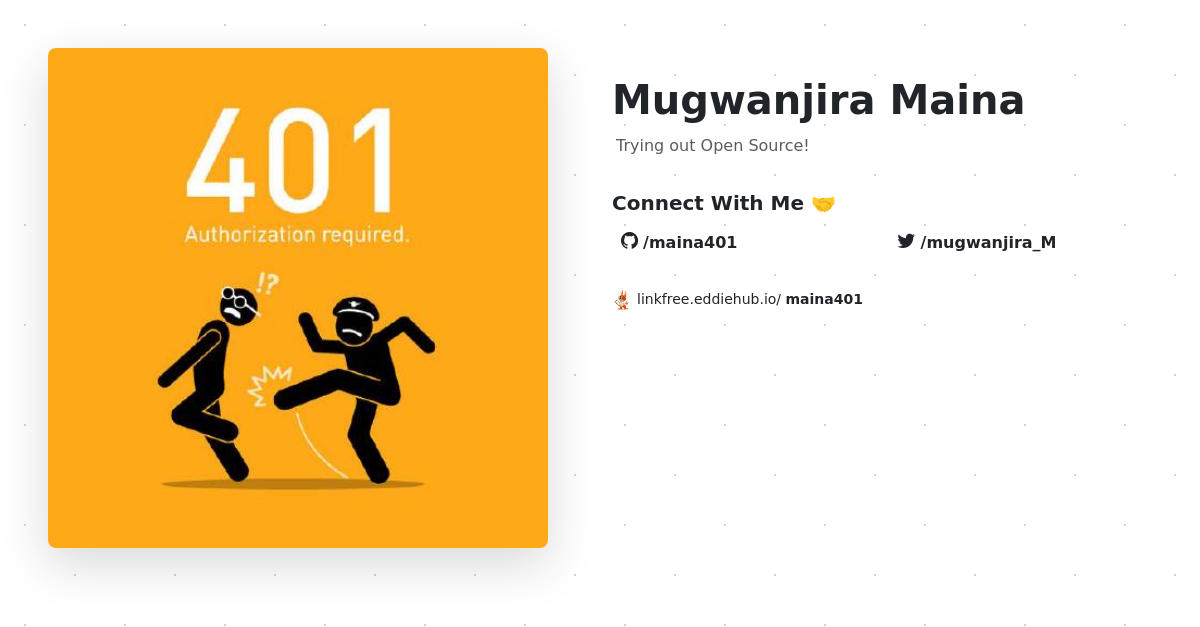 401
Authorization required.
!?
Mugwanjira Maina
Trying out Open Source!
Connect With Me 🤝
/maina401
/mugwanjira_M
linkfree.eddiehub.io/ maina401